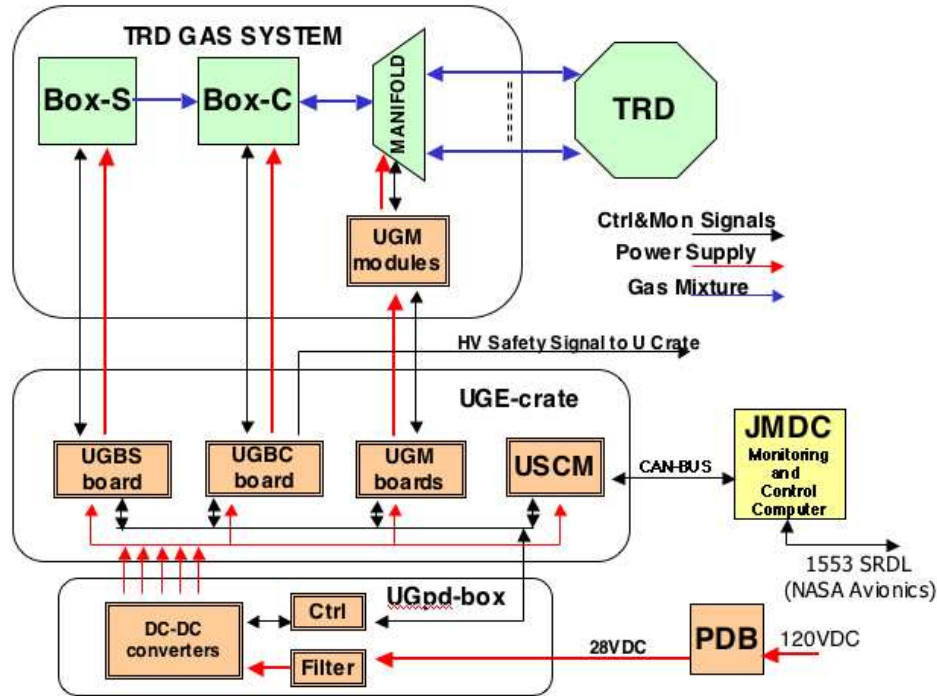 TRD GAS SYSTEM
Box-S
Box-C
MANIFOLD
TRD
UGM
modules
Ctrl&Mon Signals
Power Supply
Gas Mixture
HV Safety Signal to U Crate
UGE-crate
UGBS
board
UGBC
board
UGM
boards
USCM
CAN-BUS
JMDC
Monitoring
and
Control
Computer
1553 SRDL
(NASA Avionics)
UGpd-box
DC-DC
converters
Ctrl
Filter
28VDC
PDB
120VDC